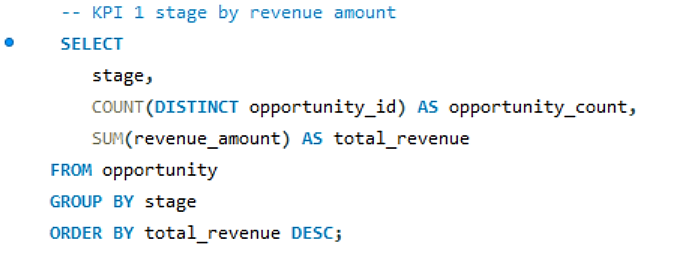 -- KPI 1 stage by revenue amount
SELECT
stage,
COUNT(DISTINCT opportunity_id) AS opportunity_count,
SUM(revenue_amount) AS total_revenue
FROM opportunity
GROUP BY stage
ORDER BY total_revenue DESC;